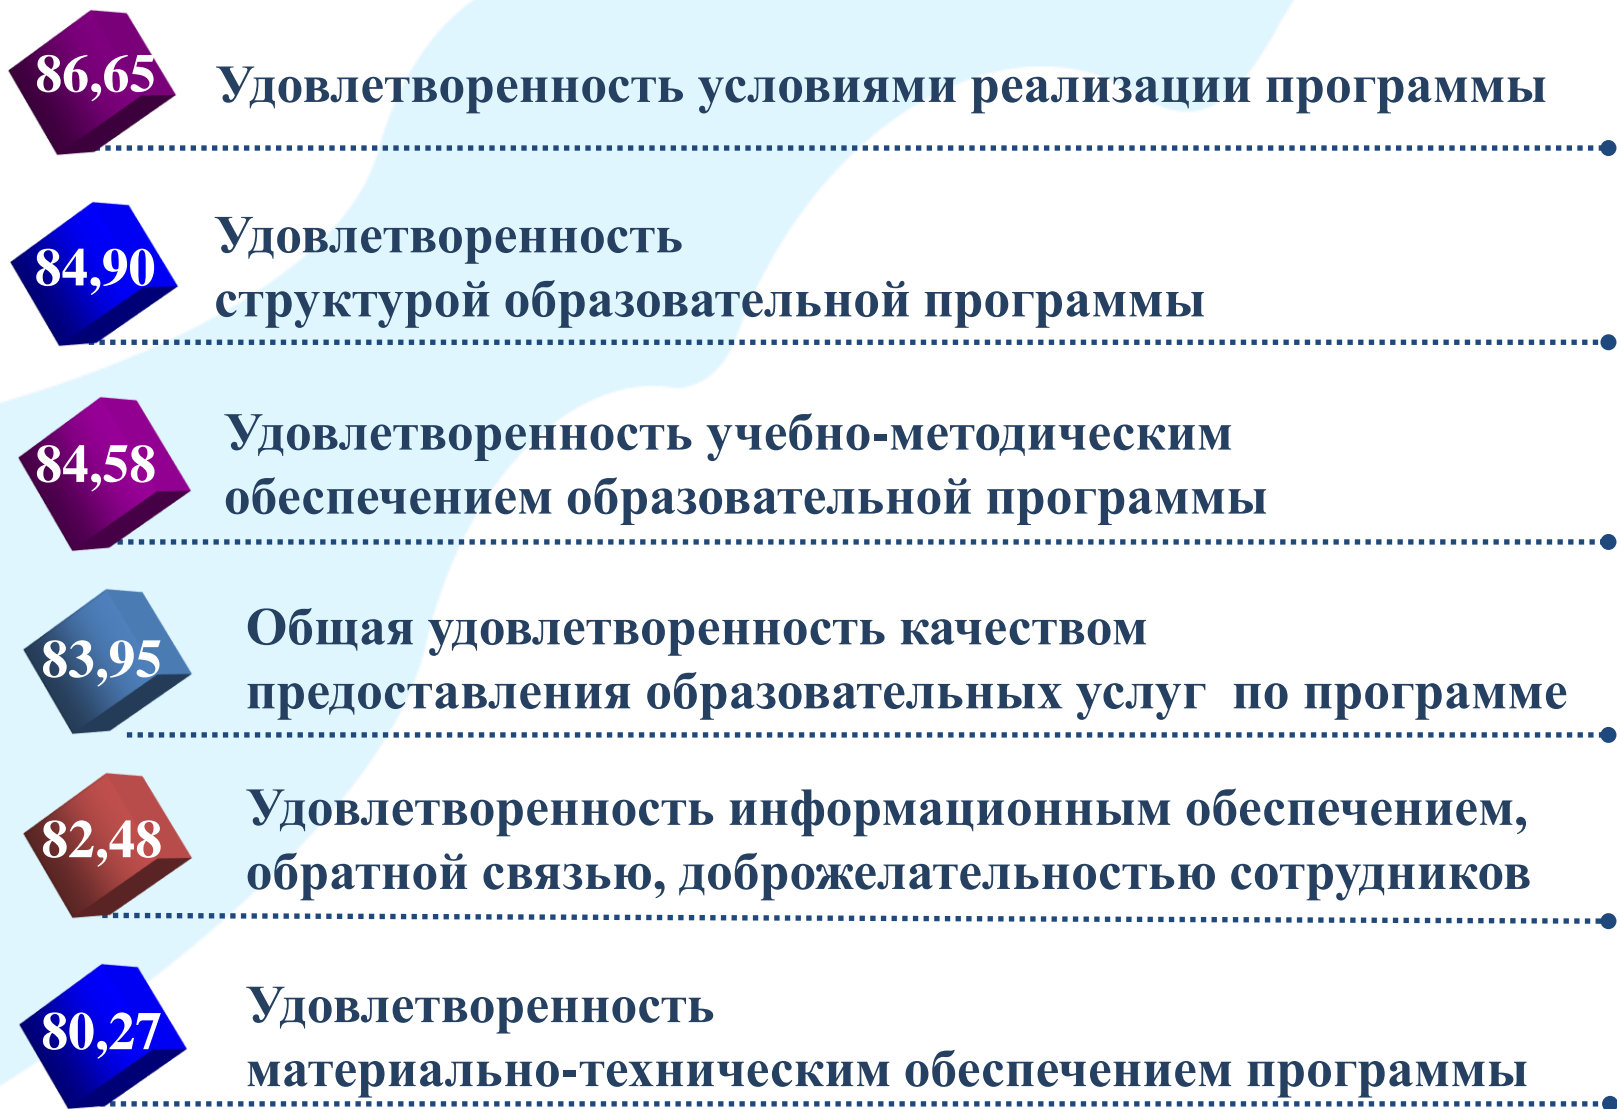 86,65
Удовлетворенность условиями реализации программы
84,90
Удовлетворенность
структурой образовательной программы
84,58
Удовлетворенность учебно-методическим
обеспечением образовательной программы
83,95
Общая удовлетворенность качеством
предоставления образовательных услуг  по программе
82,48
Удовлетворенность информационным обеспечением,
обратной связью, доброжелательностью сотрудников
80,27
Удовлетворенность
материально-техническим обеспечением программы